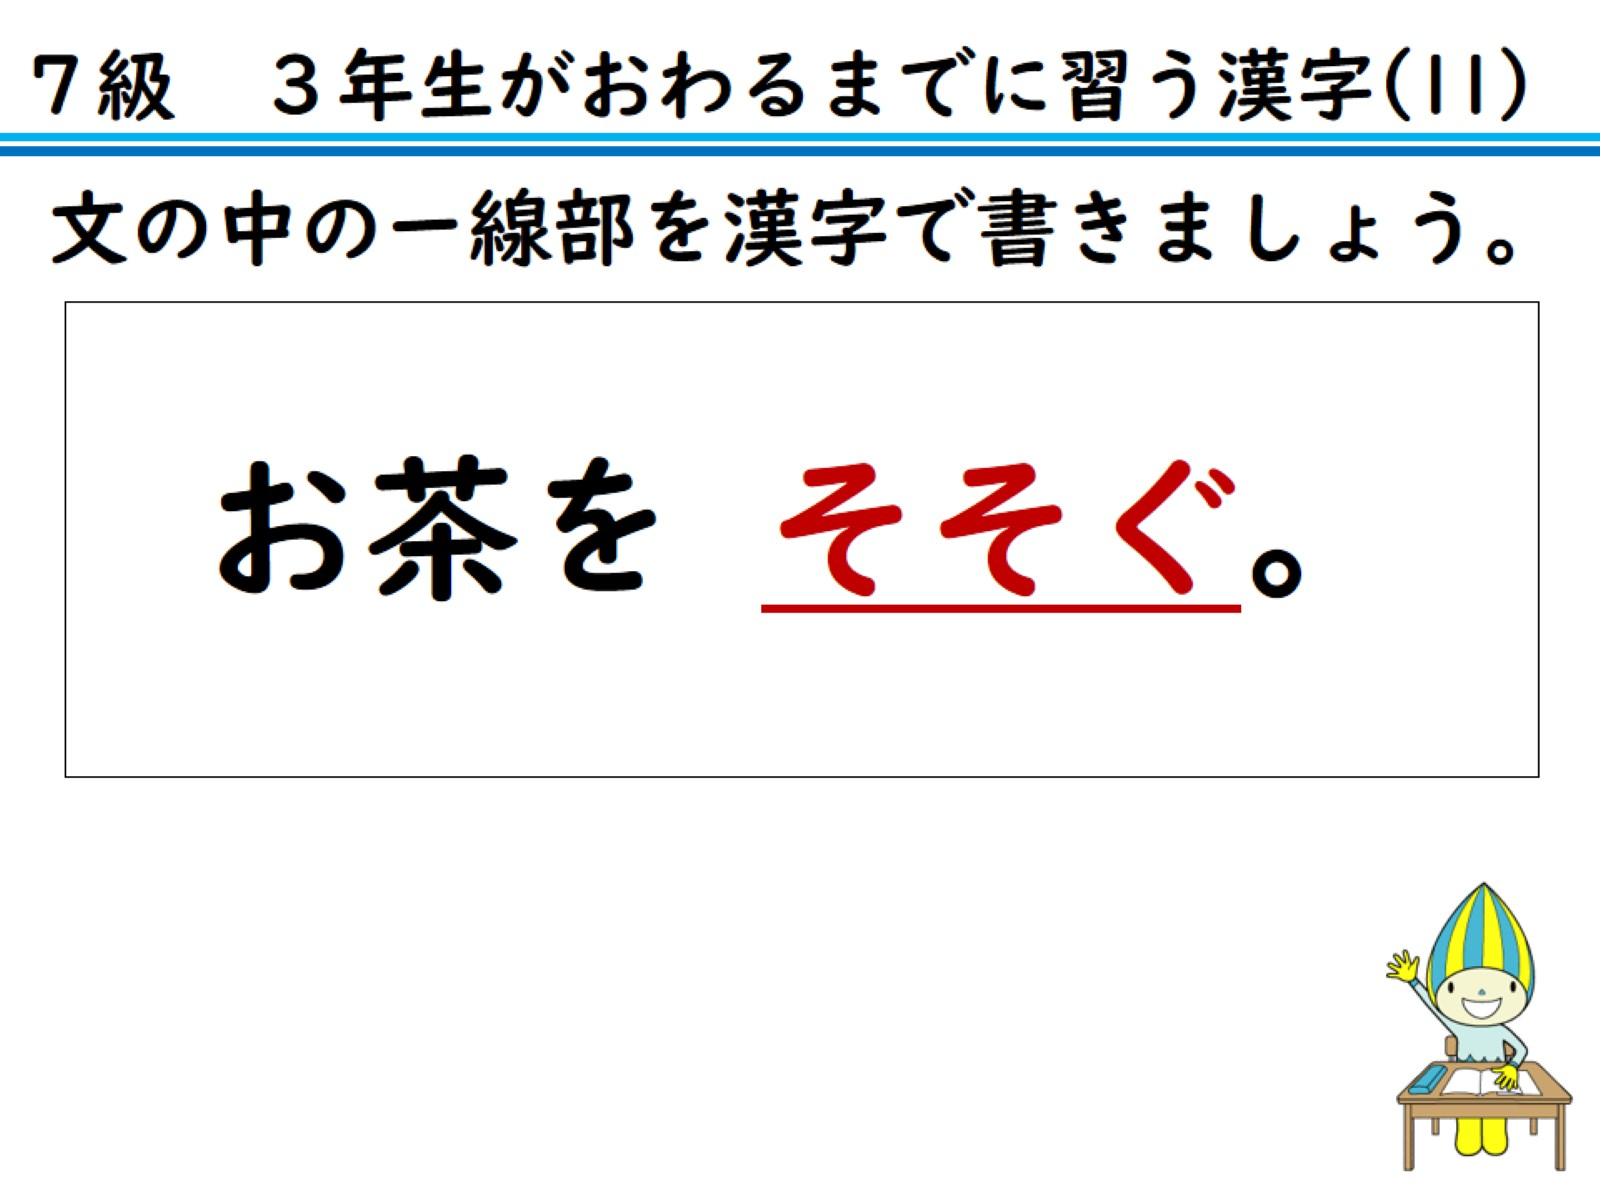 ７級　３年生がおわるまでに習う漢字(11)
文の中の一線部を漢字で書きましょう。
お茶を　そそぐ。